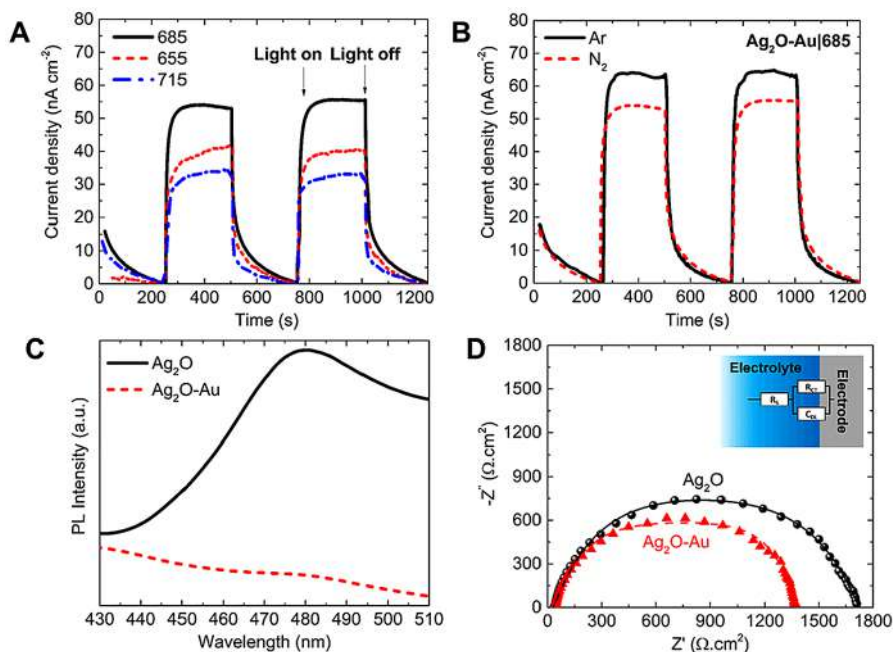 A
Current density (nA cm⁻²)
80
70
60
50
40
30
20
10
0
685
655
715
Light on Light off
0 200 400 600 800 1000 1200
Time (s)
B
Current density (nA cm⁻²)
80
70
60
50
40
30
20
10
0
Ar
N₂
Ag₂O-Au|685
0 200 400 600 800 1000 1200
Time (s)
C
PL Intensity (a.u.)
Ag₂O
Ag₂O-Au
430 440 450 460 470 480 490 500 510
Wavelength (nm)
D
-Z" (Ω.cm²)
1800
1500
1200
900
600
300
0
Electrolyte
Electrode
Rₛ
R_CT
C_DL
Ag₂O
Ag₂O-Au
0 300 600 900 1200 1500 1800
Z' (Ω.cm²)